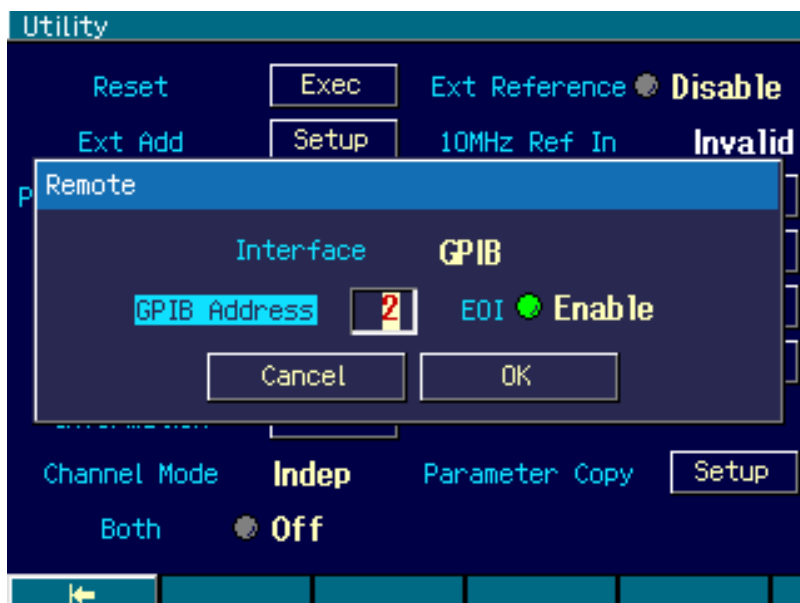 Utility
Reset Exec Ext Reference Disable
Ext Add Setup 10MHz Ref In Invalid
P
Remote
Interface GPIB
GPIB Address 2 EOI Enable
Cancel OK
Channel Mode Indep Parameter Copy Setup
Both Off